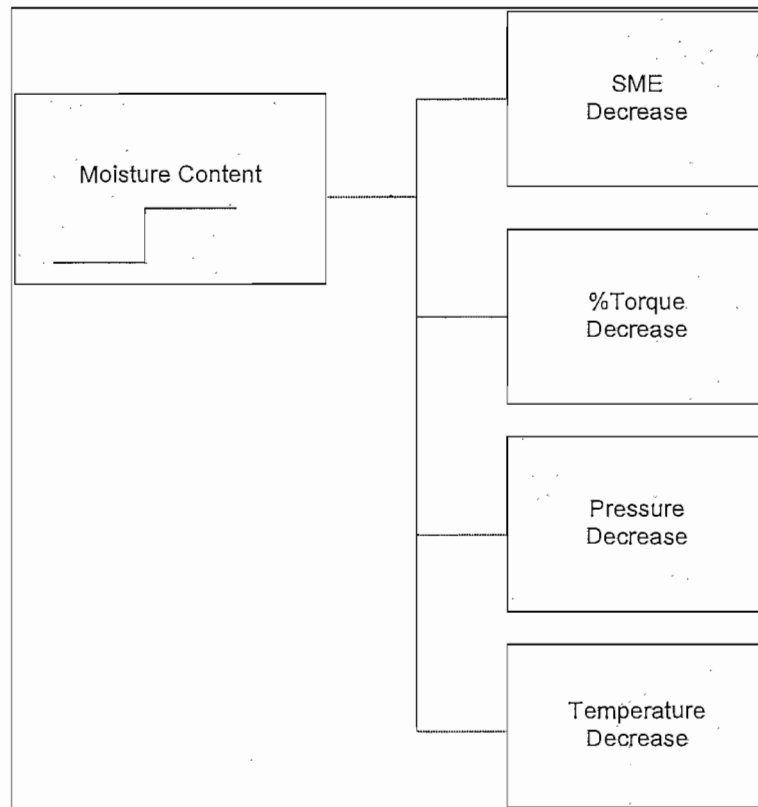 Moisture Content
SME
Decrease
%Torque
Decrease
Pressure
Decrease
Temperature
Decrease